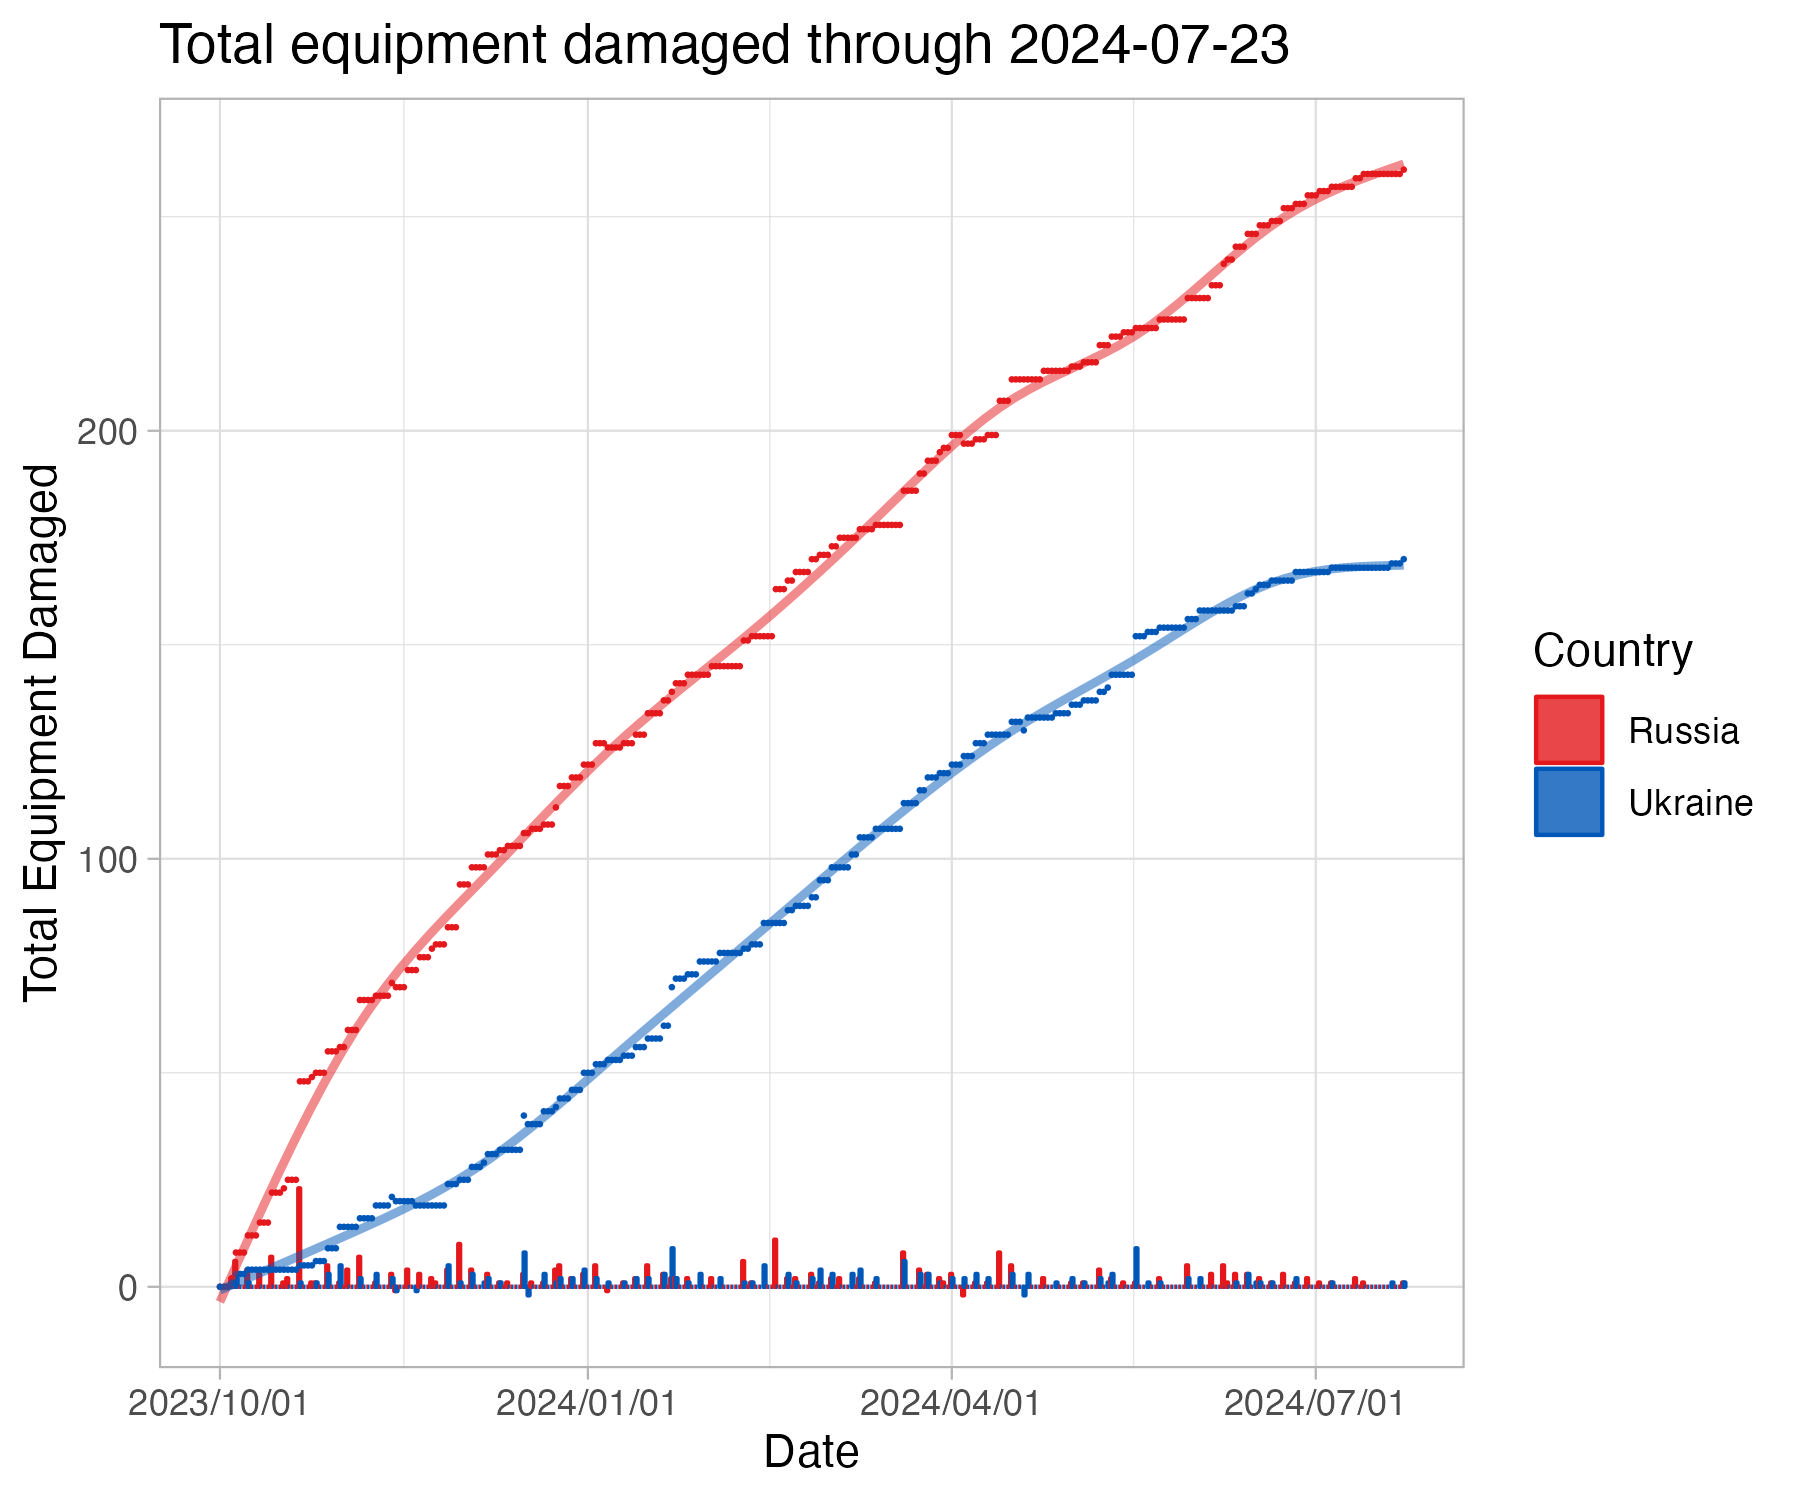 Total equipment damaged through 2024-07-23
Total Equipment Damaged
200
100
0
2023/10/01
2024/01/01
2024/04/01
2024/07/01
Date
Country
Russia
Ukraine